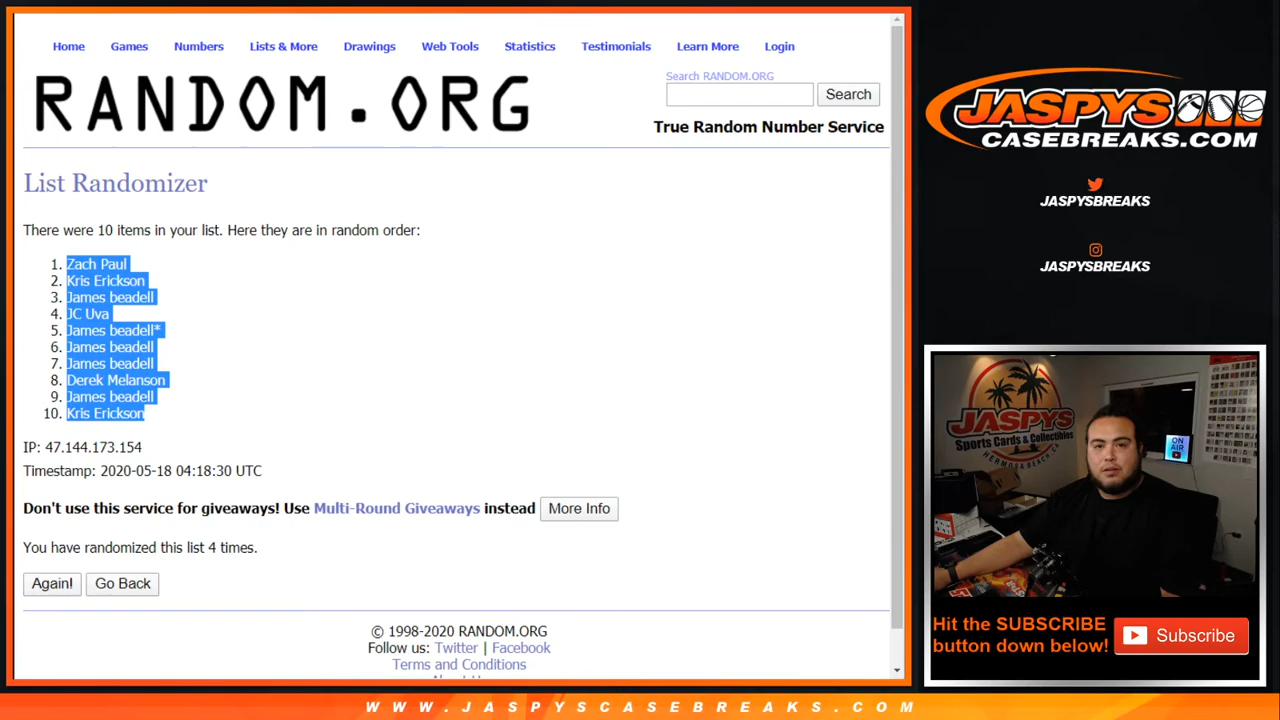 Home Games Numbers Lists & More Drawings Web Tools Statistics Testimonials Learn More Login
RANDOM.ORG
Search RANDOM.ORG
Search
True Random Number Service
List Randomizer
There were 10 items in your list. Here they are in random order:
1. Zach Paul
2. Kris Erickson
3. James beadell
4. JC Uva
5. James beadell*
6. James beadell
7. James beadell
8. Derek Melanson
9. James beadell
10. Kris Erickson
IP: 47.144.173.154
Timestamp: 2020-05-18 04:18:30 UTC
Don't use this service for giveaways! Use Multi-Round Giveaways instead More Info
You have randomized this list 4 times.
Again! Go Back
© 1998-2020 RANDOM.ORG
Follow us: Twitter | Facebook
Terms and Conditions
JASPYS
CASEBREAKS.COM
JASPYSBREAKS
JASPYSBREAKS
JASPYS
Sports Cards & Collectibles
HERMOSA BEACH, CA
ON AIR
Hit the SUBSCRIBE
button down below!
Subscribe
WWW.JASPYSCASEBREAKS.COM